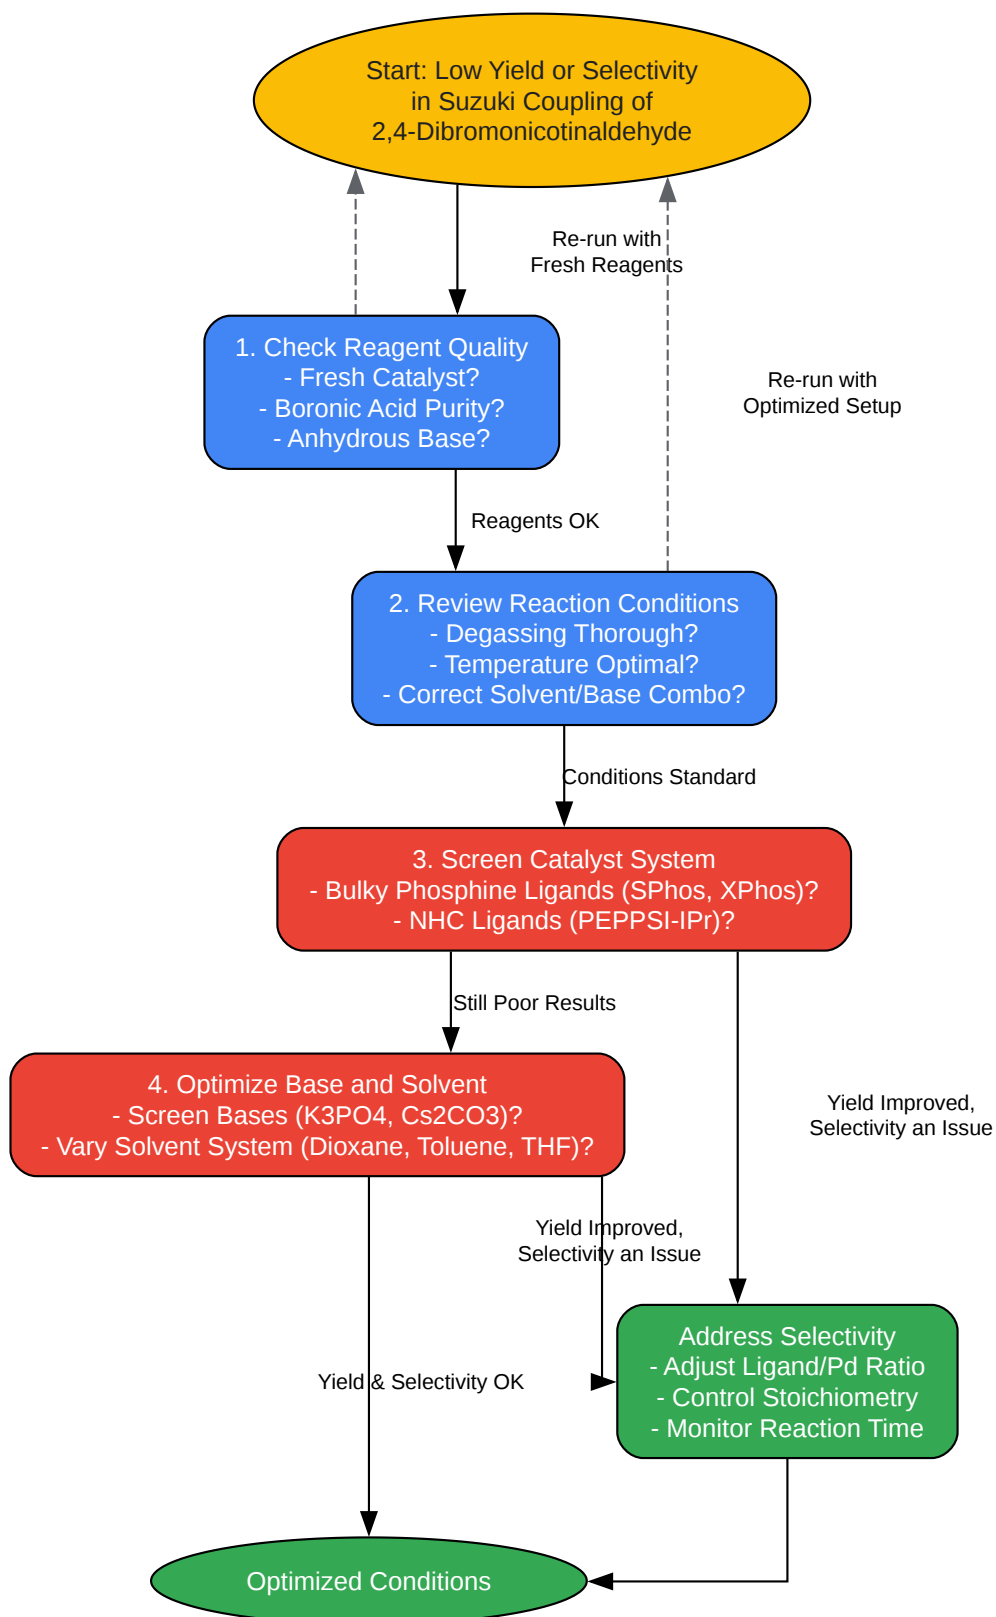 Start: Low Yield or Selectivity
in Suzuki Coupling of
2,4-Dibromonicotinaldehyde
Re-run with
Fresh Reagents
1. Check Reagent Quality
- Fresh Catalyst?
- Boronic Acid Purity?
- Anhydrous Base?
Re-run with
Optimized Setup
Reagents OK
2. Review Reaction Conditions
- Degassing Thorough?
- Temperature Optimal?
- Correct Solvent/Base Combo?
Conditions Standard
3. Screen Catalyst System
- Bulky Phosphine Ligands (SPhos, XPhos)?
- NHC Ligands (PEPPSI-IPr)?
Still Poor Results
4. Optimize Base and Solvent
- Screen Bases (K3PO4, Cs2CO3)?
- Vary Solvent System (Dioxane, Toluene, THF)?
Yield Improved,
Selectivity an Issue
Yield Improved,
Selectivity an Issue
Address Selectivity
- Adjust Ligand/Pd Ratio
- Control Stoichiometry
- Monitor Reaction Time
Yield & Selectivity OK
Optimized Conditions